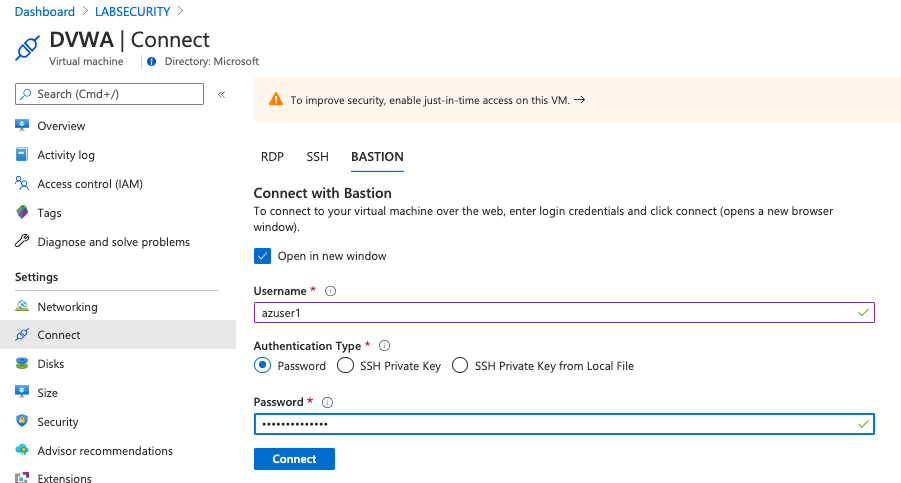 Dashboard > LABSECURITY >
DVWA | Connect
Virtual machine | Directory: Microsoft
Search (Cmd+/)
«
Overview
Activity log
Access control (IAM)
Tags
Diagnose and solve problems
Settings
Networking
Connect
Disks
Size
Security
Advisor recommendations
Extensions
To improve security, enable just-in-time access on this VM. →
RDP SSH BASTION
Connect with Bastion
To connect to your virtual machine over the web, enter login credentials and click connect (opens a new browser
window).
Open in new window
Username *
azuser1
Authentication Type *
Password SSH Private Key SSH Private Key from Local File
Password *
••••••••••••••
Connect